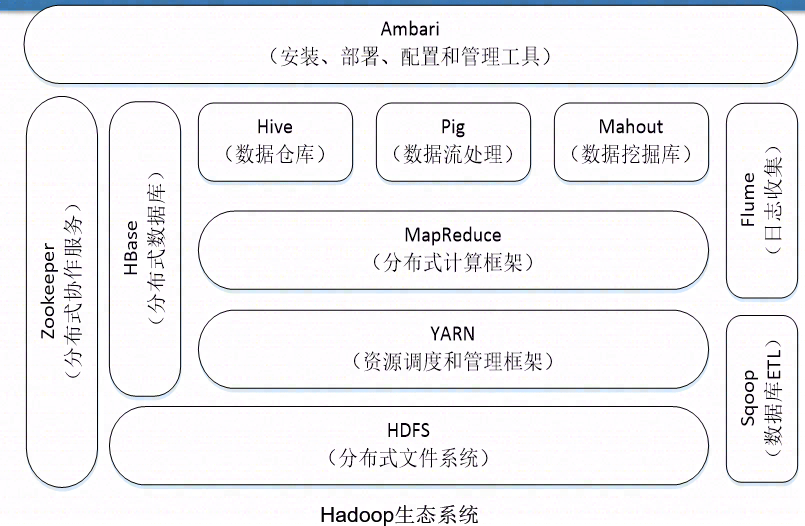 Ambari
（安装、部署、配置和管理工具）
Zookeeper
（分布式协作服务）
HBase
（分布式数据库）
Hive
（数据仓库）
Pig
（数据流处理）
Mahout
（数据挖掘库）
Flume
（日志收集）
MapReduce
（分布式计算框架）
YARN
（资源调度和管理框架）
Sqoop
（数据库ETL）
HDFS
（分布式文件系统）
Hadoop生态系统